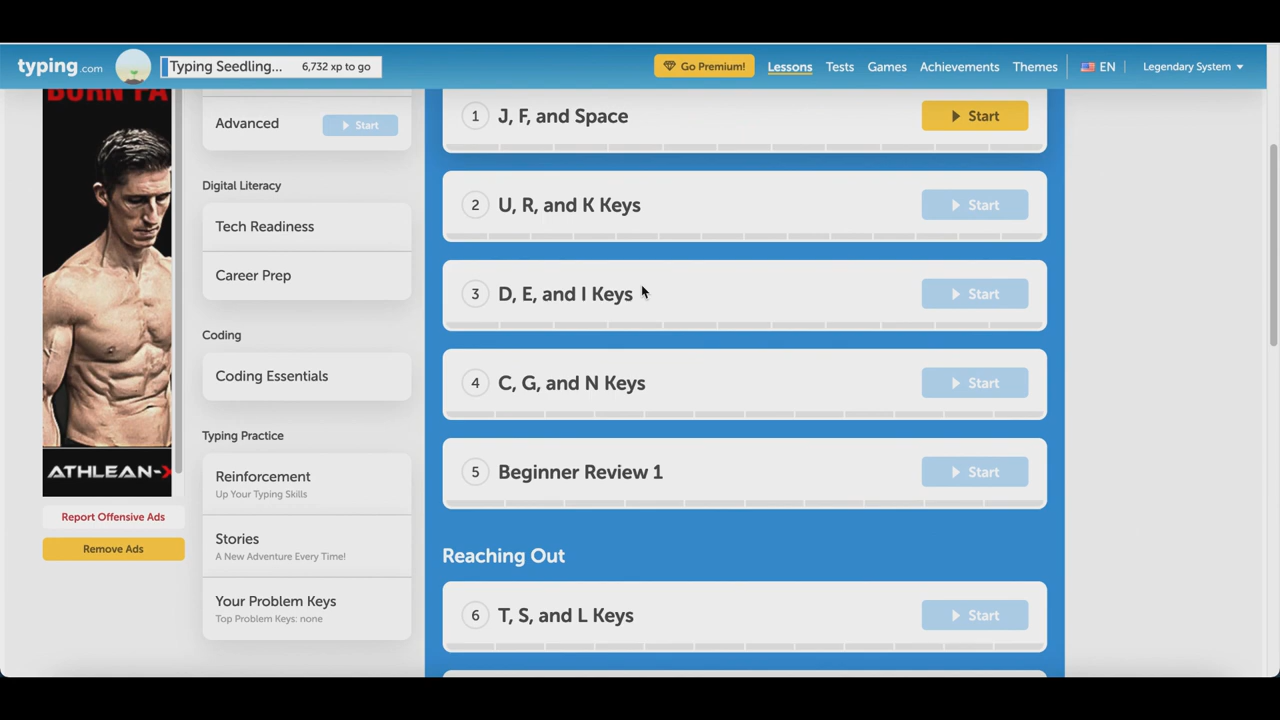 typing.com
Typing Seedling... 6,732 xp to go
Go Premium!
Lessons
Tests
Games
Achievements
Themes
EN
Legendary System
ATHLEAN-X
Report Offensive Ads
Remove Ads
Advanced
Start
Digital Literacy
Tech Readiness
Career Prep
Coding
Coding Essentials
Typing Practice
Reinforcement
Up Your Typing Skills
Stories
A New Adventure Every Time!
Your Problem Keys
Top Problem Keys: none
1 J, F, and Space Start
2 U, R, and K Keys Start
3 D, E, and I Keys Start
4 C, G, and N Keys Start
5 Beginner Review 1 Start
Reaching Out
6 T, S, and L Keys Start